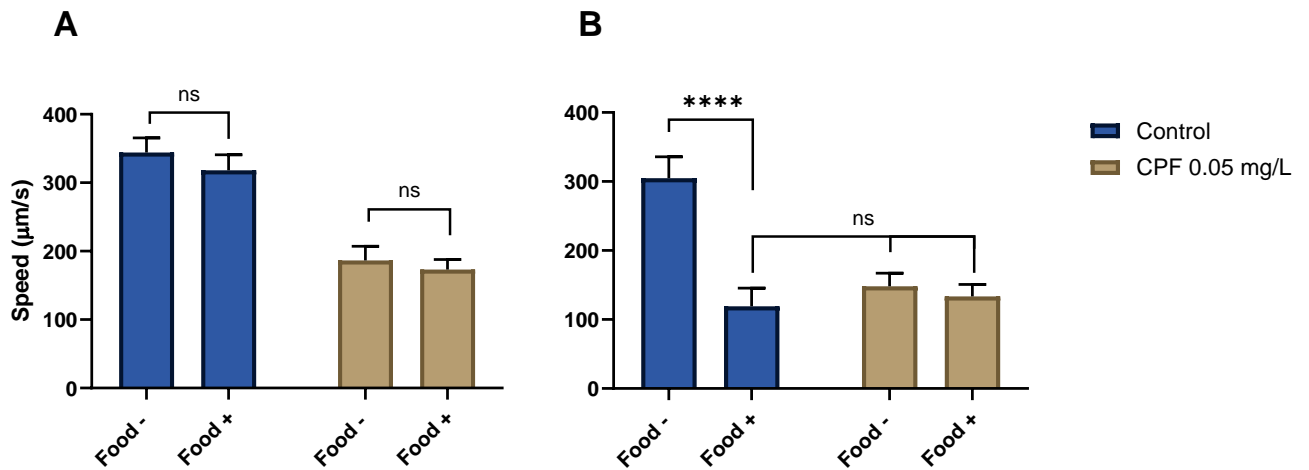 A
B
ns
400
300
200
100
0
Speed (μm/s)
ns
Food -
Food +
Food -
Food +
****
400
300
200
100
0
ns
Food -
Food +
Food -
Food +
Control
CPF 0.05 mg/L